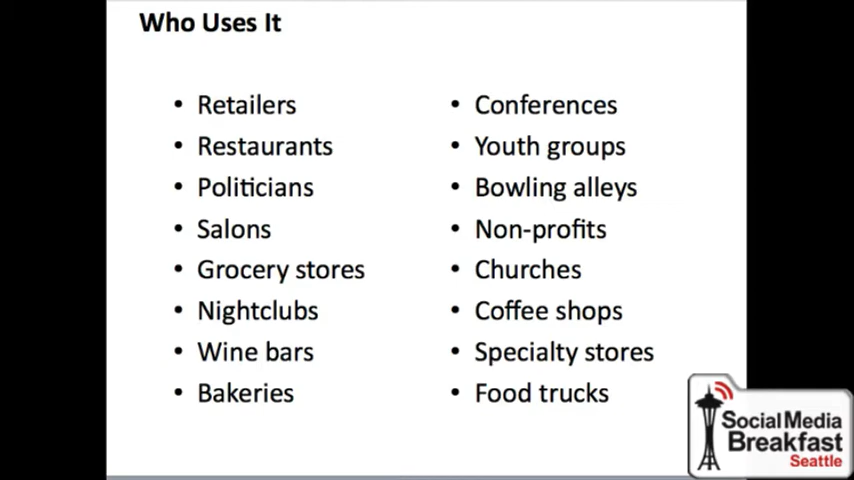 Who Uses It
• Retailers
• Restaurants
• Politicians
• Salons
• Grocery stores
• Nightclubs
• Wine bars
• Bakeries
• Conferences
• Youth groups
• Bowling alleys
• Non-profits
• Churches
• Coffee shops
• Specialty stores
• Food trucks
Social Media
Breakfast
Seattle